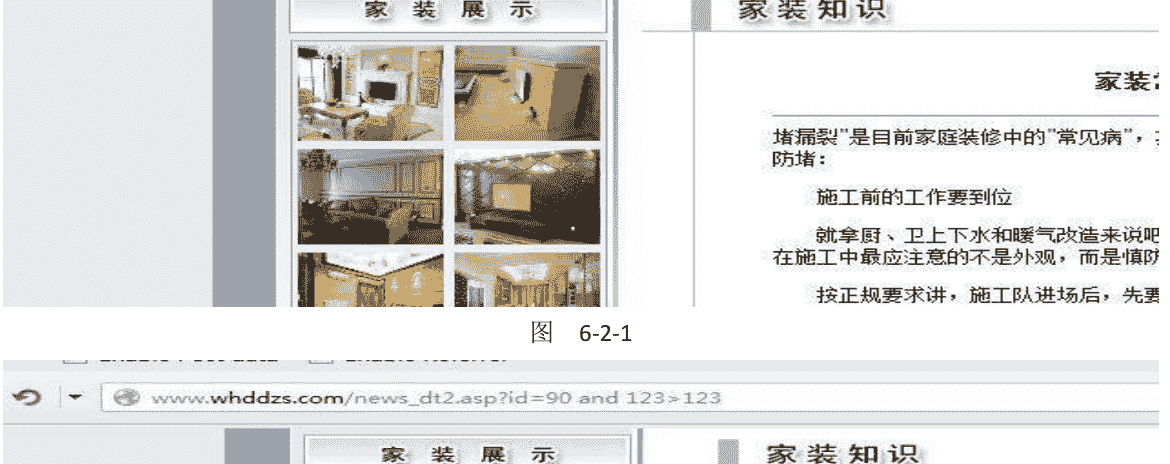 家 装 展 示
家装知识
家装
堵漏裂"是目前家庭装修中的"常见病"，
防堵：
施工前的工作要到位
就拿厨、卫上下水和暖气改造来说吧
在施工中最应注意的不是外观，而是慎防
按正规要求讲，施工队进场后，先要
图 6-2-1
www.whddzs.com/news_dt2.asp?id=90 and 123>123
家 装 展 示
家装知识